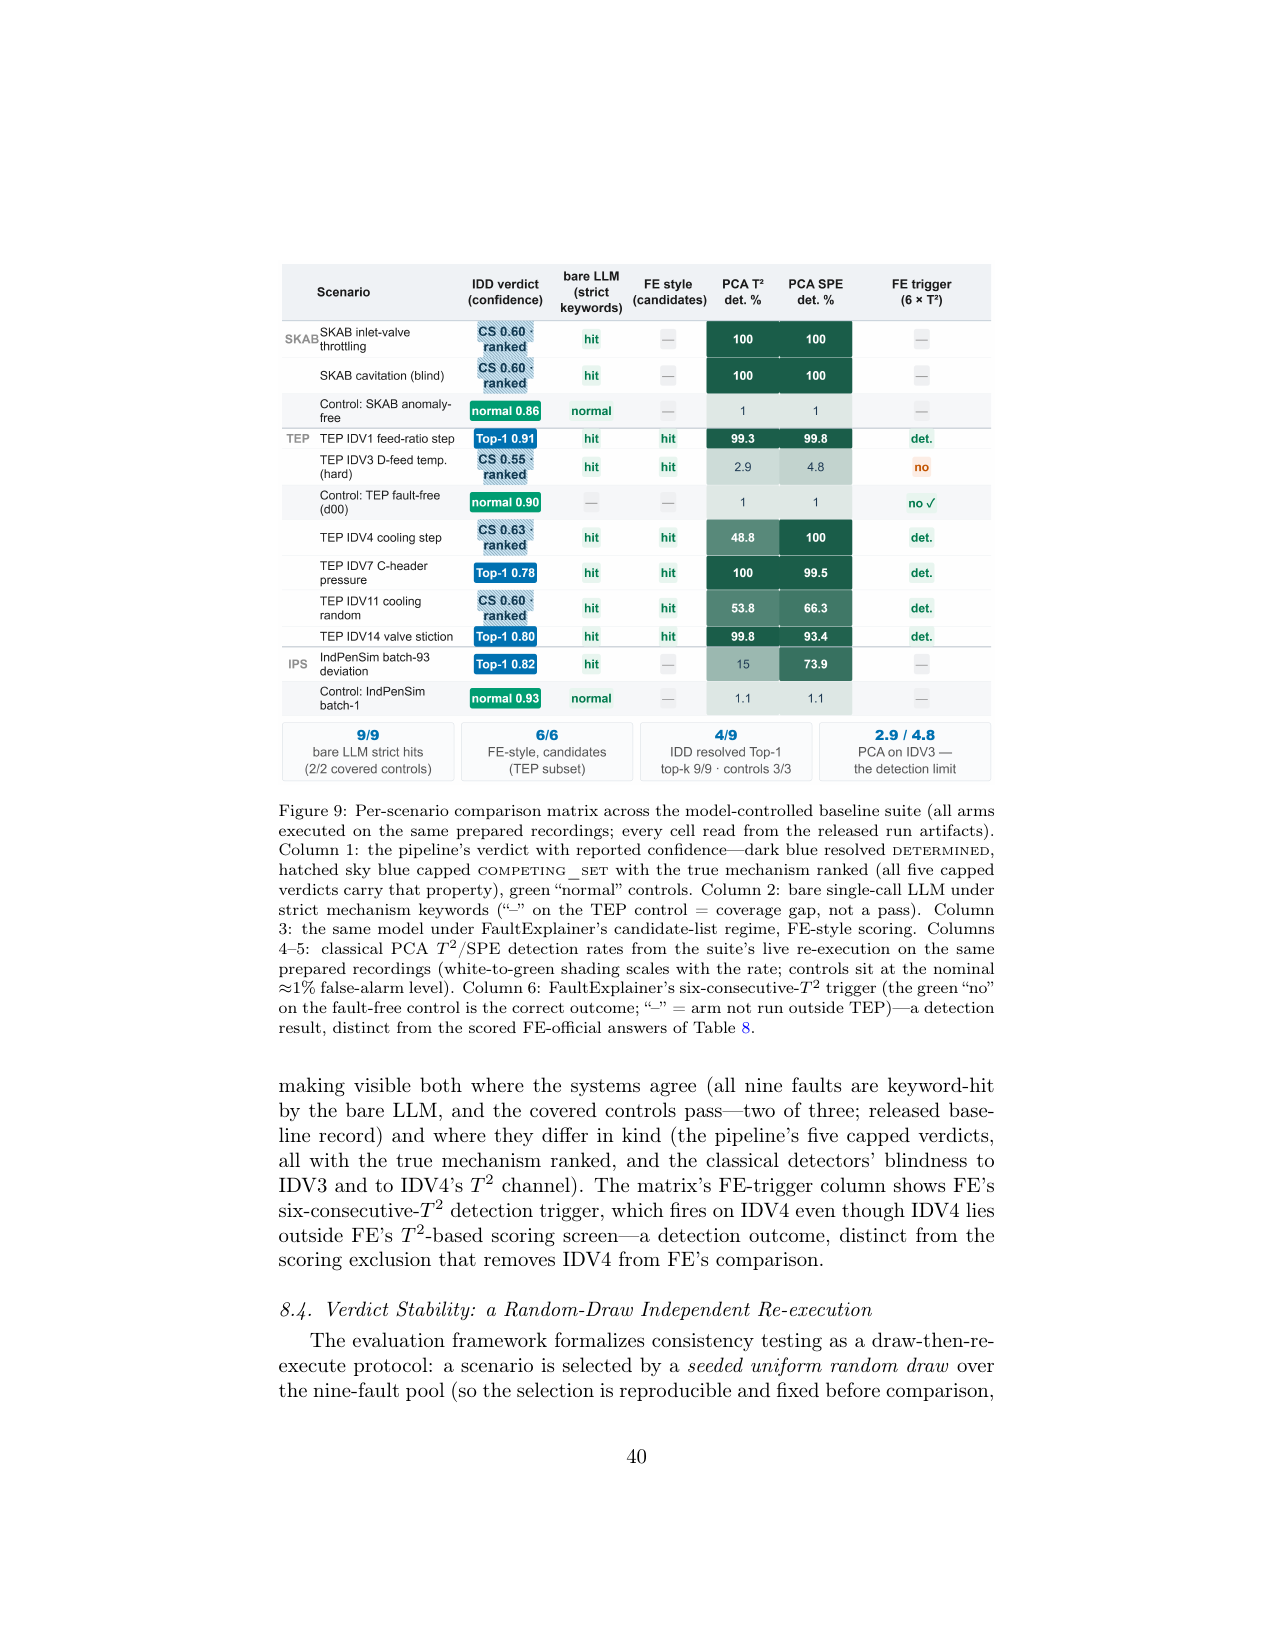 Scenario
IDD verdict (confidence)
bare LLM (strict keywords)
FE style (candidates)
PCA T² det. %
PCA SPE det. %
FE trigger (6 × T²)
SKAB SKAB inlet-valve throttling CS 0.60 · ranked hit — 100 100 —
SKAB cavitation (blind) CS 0.60 · ranked hit — 100 100 —
Control: SKAB anomaly-free normal 0.86 normal — 1 1 —
TEP TEP IDV1 feed-ratio step Top-1 0.91 hit hit 99.3 99.8 det.
TEP IDV3 D-feed temp. (hard) CS 0.55 · ranked hit hit 2.9 4.8 no
Control: TEP fault-free (d00) normal 0.90 — — 1 1 no ✓
TEP IDV4 cooling step CS 0.63 · ranked hit hit 48.8 100 det.
TEP IDV7 C-header pressure Top-1 0.78 hit hit 100 99.5 det.
TEP IDV11 cooling random CS 0.60 · ranked hit hit 53.8 66.3 det.
TEP IDV14 valve stiction Top-1 0.80 hit hit 99.8 93.4 det.
IPS IndPenSim batch-93 deviation Top-1 0.82 hit — 15 73.9 —
Control: IndPenSim batch-1 normal 0.93 normal — 1.1 1.1 —
9/9
bare LLM strict hits
(2/2 covered controls)
6/6
FE-style, candidates
(TEP subset)
4/9
IDD resolved Top-1
top-k 9/9 · controls 3/3
2.9 / 4.8
PCA on IDV3 —
the detection limit
Figure 9: Per-scenario comparison matrix across the model-controlled baseline suite (all arms
executed on the same prepared recordings; every cell read from the released run artifacts).
Column 1: the pipeline's verdict with reported confidence—dark blue resolved DETERMINED,
hatched sky blue capped COMPETING_SET with the true mechanism ranked (all five capped
verdicts carry that property), green “normal” controls. Column 2: bare single-call LLM under
strict mechanism keywords (“–” on the TEP control = coverage gap, not a pass). Column
3: the same model under FaultExplainer's candidate-list regime, FE-style scoring. Columns
4–5: classical PCA T²/SPE detection rates from the suite's live re-execution on the same
prepared recordings (white-to-green shading scales with the rate; controls sit at the nominal
≈1% false-alarm level). Column 6: FaultExplainer's six-consecutive-T² trigger (the green “no”
on the fault-free control is the correct outcome; “–” = arm not run outside TEP)—a detection
result, distinct from the scored FE-official answers of Table 8.
making visible both where the systems agree (all nine faults are keyword-hit
by the bare LLM, and the covered controls pass—two of three; released base-
line record) and where they differ in kind (the pipeline's five capped verdicts,
all with the true mechanism ranked, and the classical detectors' blindness to
IDV3 and to IDV4's T² channel). The matrix's FE-trigger column shows FE's
six-consecutive-T² detection trigger, which fires on IDV4 even though IDV4 lies
outside FE's T²-based scoring screen—a detection outcome, distinct from the
scoring exclusion that removes IDV4 from FE's comparison.
8.4. Verdict Stability: a Random-Draw Independent Re-execution
The evaluation framework formalizes consistency testing as a draw-then-re-
execute protocol: a scenario is selected by a seeded uniform random draw over
the nine-fault pool (so the selection is reproducible and fixed before comparison,
40